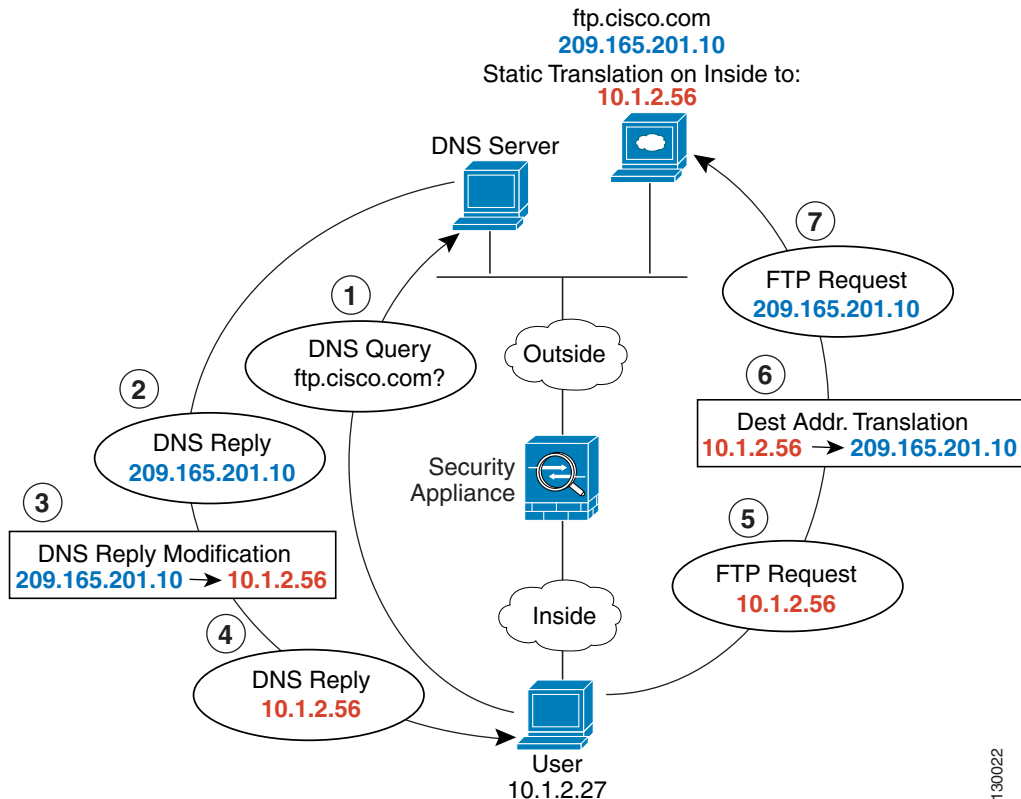 ftp.cisco.com
209.165.201.10
Static Translation on Inside to:
10.1.2.56
DNS Server
7
FTP Request
209.165.201.10
1
DNS Query
ftp.cisco.com?
Outside
2
DNS Reply
209.165.201.10
6
Dest Addr. Translation
10.1.2.56 → 209.165.201.10
Security
Appliance
3
DNS Reply Modification
209.165.201.10 → 10.1.2.56
5
FTP Request
10.1.2.56
Inside
4
DNS Reply
10.1.2.56
User
10.1.2.27
130022